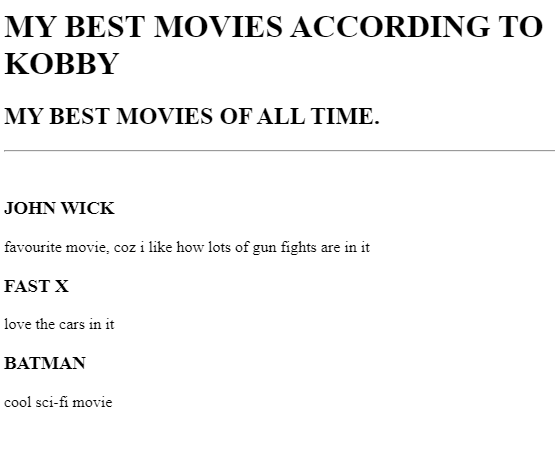 MY BEST MOVIES ACCORDING TO
KOBBY
MY BEST MOVIES OF ALL TIME.
JOHN WICK
favourite movie, coz i like how lots of gun fights are in it
FAST X
love the cars in it
BATMAN
cool sci-fi movie